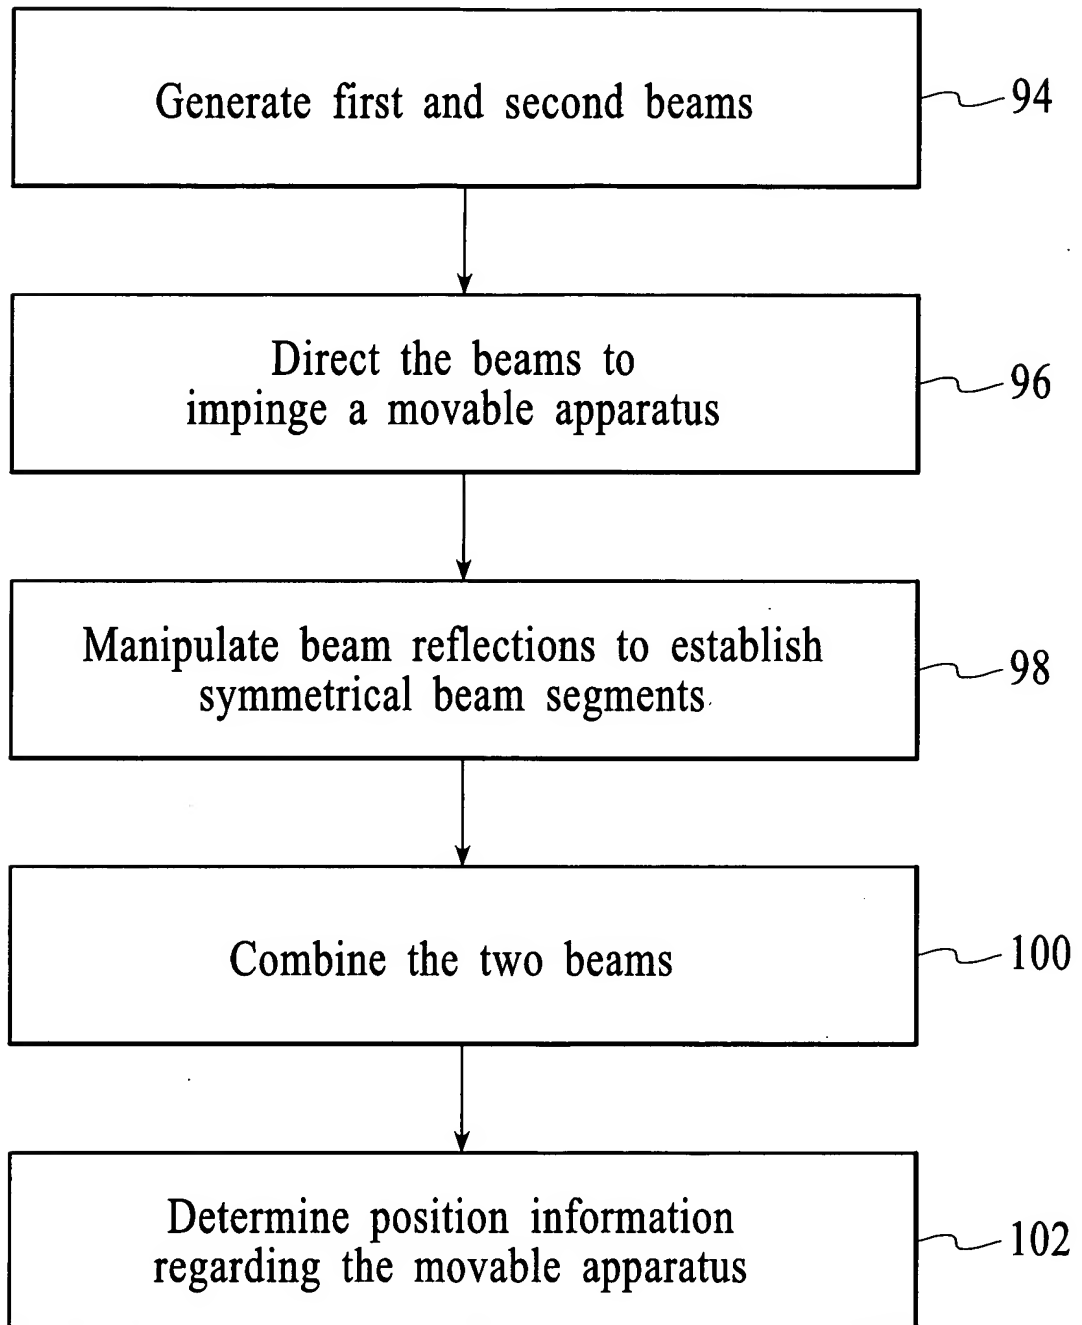 Generate first and second beams
94
Direct the beams to
impinge a movable apparatus
96
Manipulate beam reflections to establish
symmetrical beam segments
98
Combine the two beams
100
Determine position information
regarding the movable apparatus
102